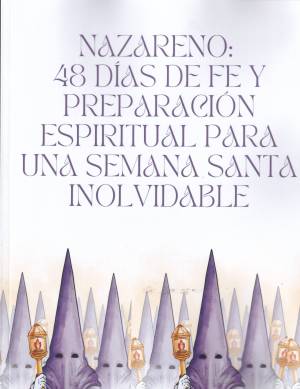 NAZARENO:
48 DÍAS DE FE Y
PREPARACIÓN
ESPIRITUAL PARA
UNA SEMANA SANTA
INOLVIDABLE